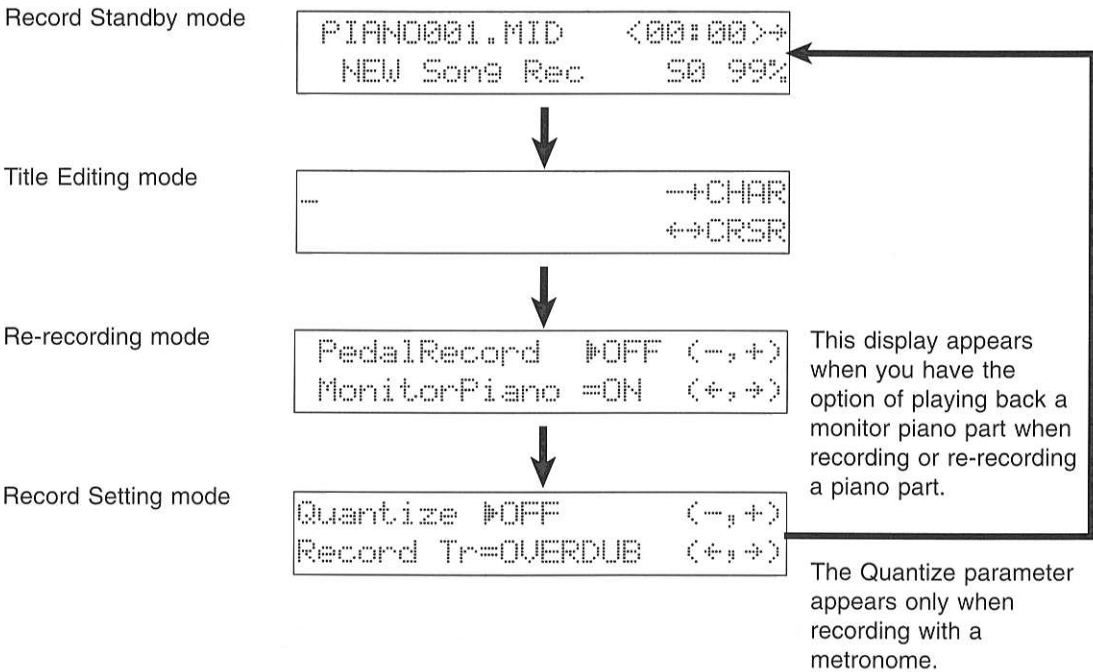 Record Standby mode
PIANO001.MID <00:00>→
NEW Song Rec S0 99%
Title Editing mode
_ −+CHAR
←→CRSR
Re-recording mode
PedalRecord ▶OFF (−,+)
MonitorPiano =ON (←,→)
This display appears
when you have the
option of playing back a
monitor piano part when
recording or re-recording
a piano part.
Record Setting mode
Quantize ▶OFF (−,+)
Record Tr=OVERDUB (←,→)
The Quantize parameter
appears only when
recording with a
metronome.